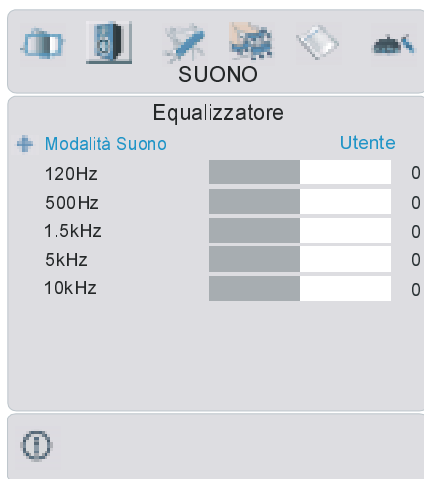 SUONO
Equalizzatore
Modalità Suono Utente
120Hz 0
500Hz 0
1.5kHz 0
5kHz 0
10kHz 0